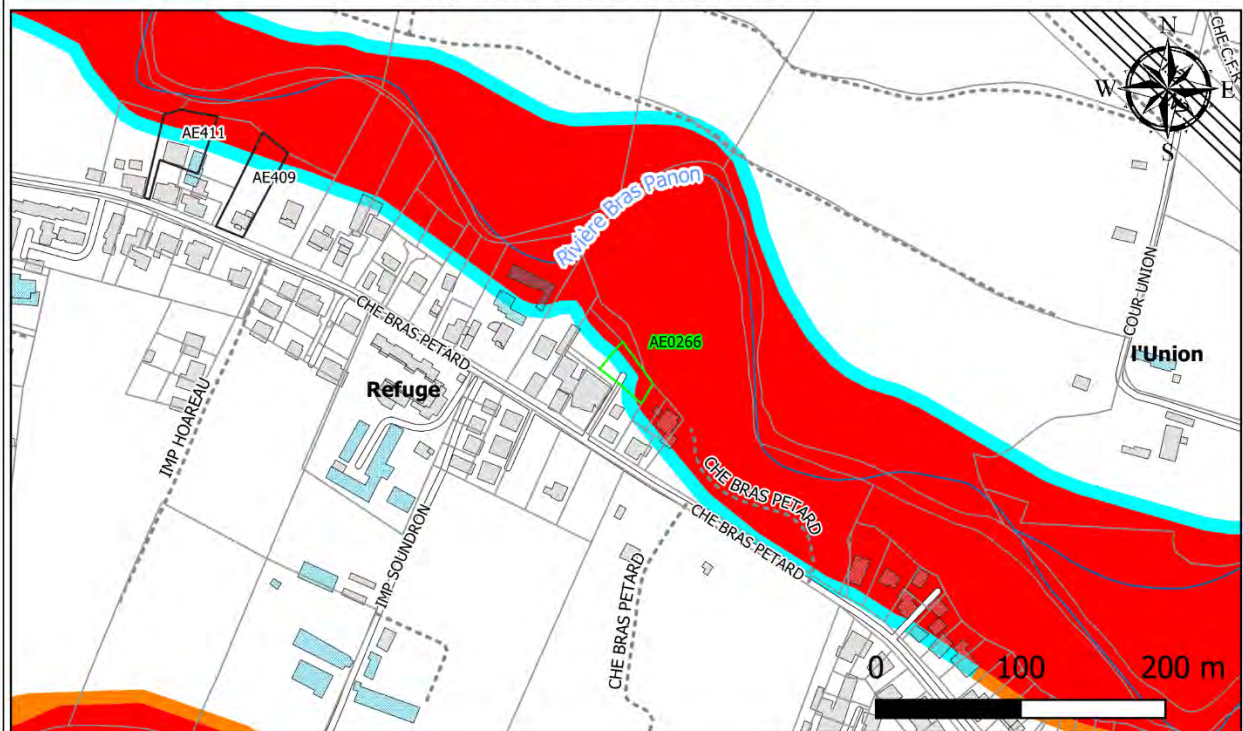 N
CHE C.F.R
W
E
S
AE411
AE409
Rivière Bras Panon
COUR UNION
AE0266
l'Union
CHE BRAS PETARD
Refuge
IMP HOAREAU
CHE BRAS PETARD
CHE BRAS PETARD
IMP SOUNDRON
CHE BRAS PETARD
0 100 200 m